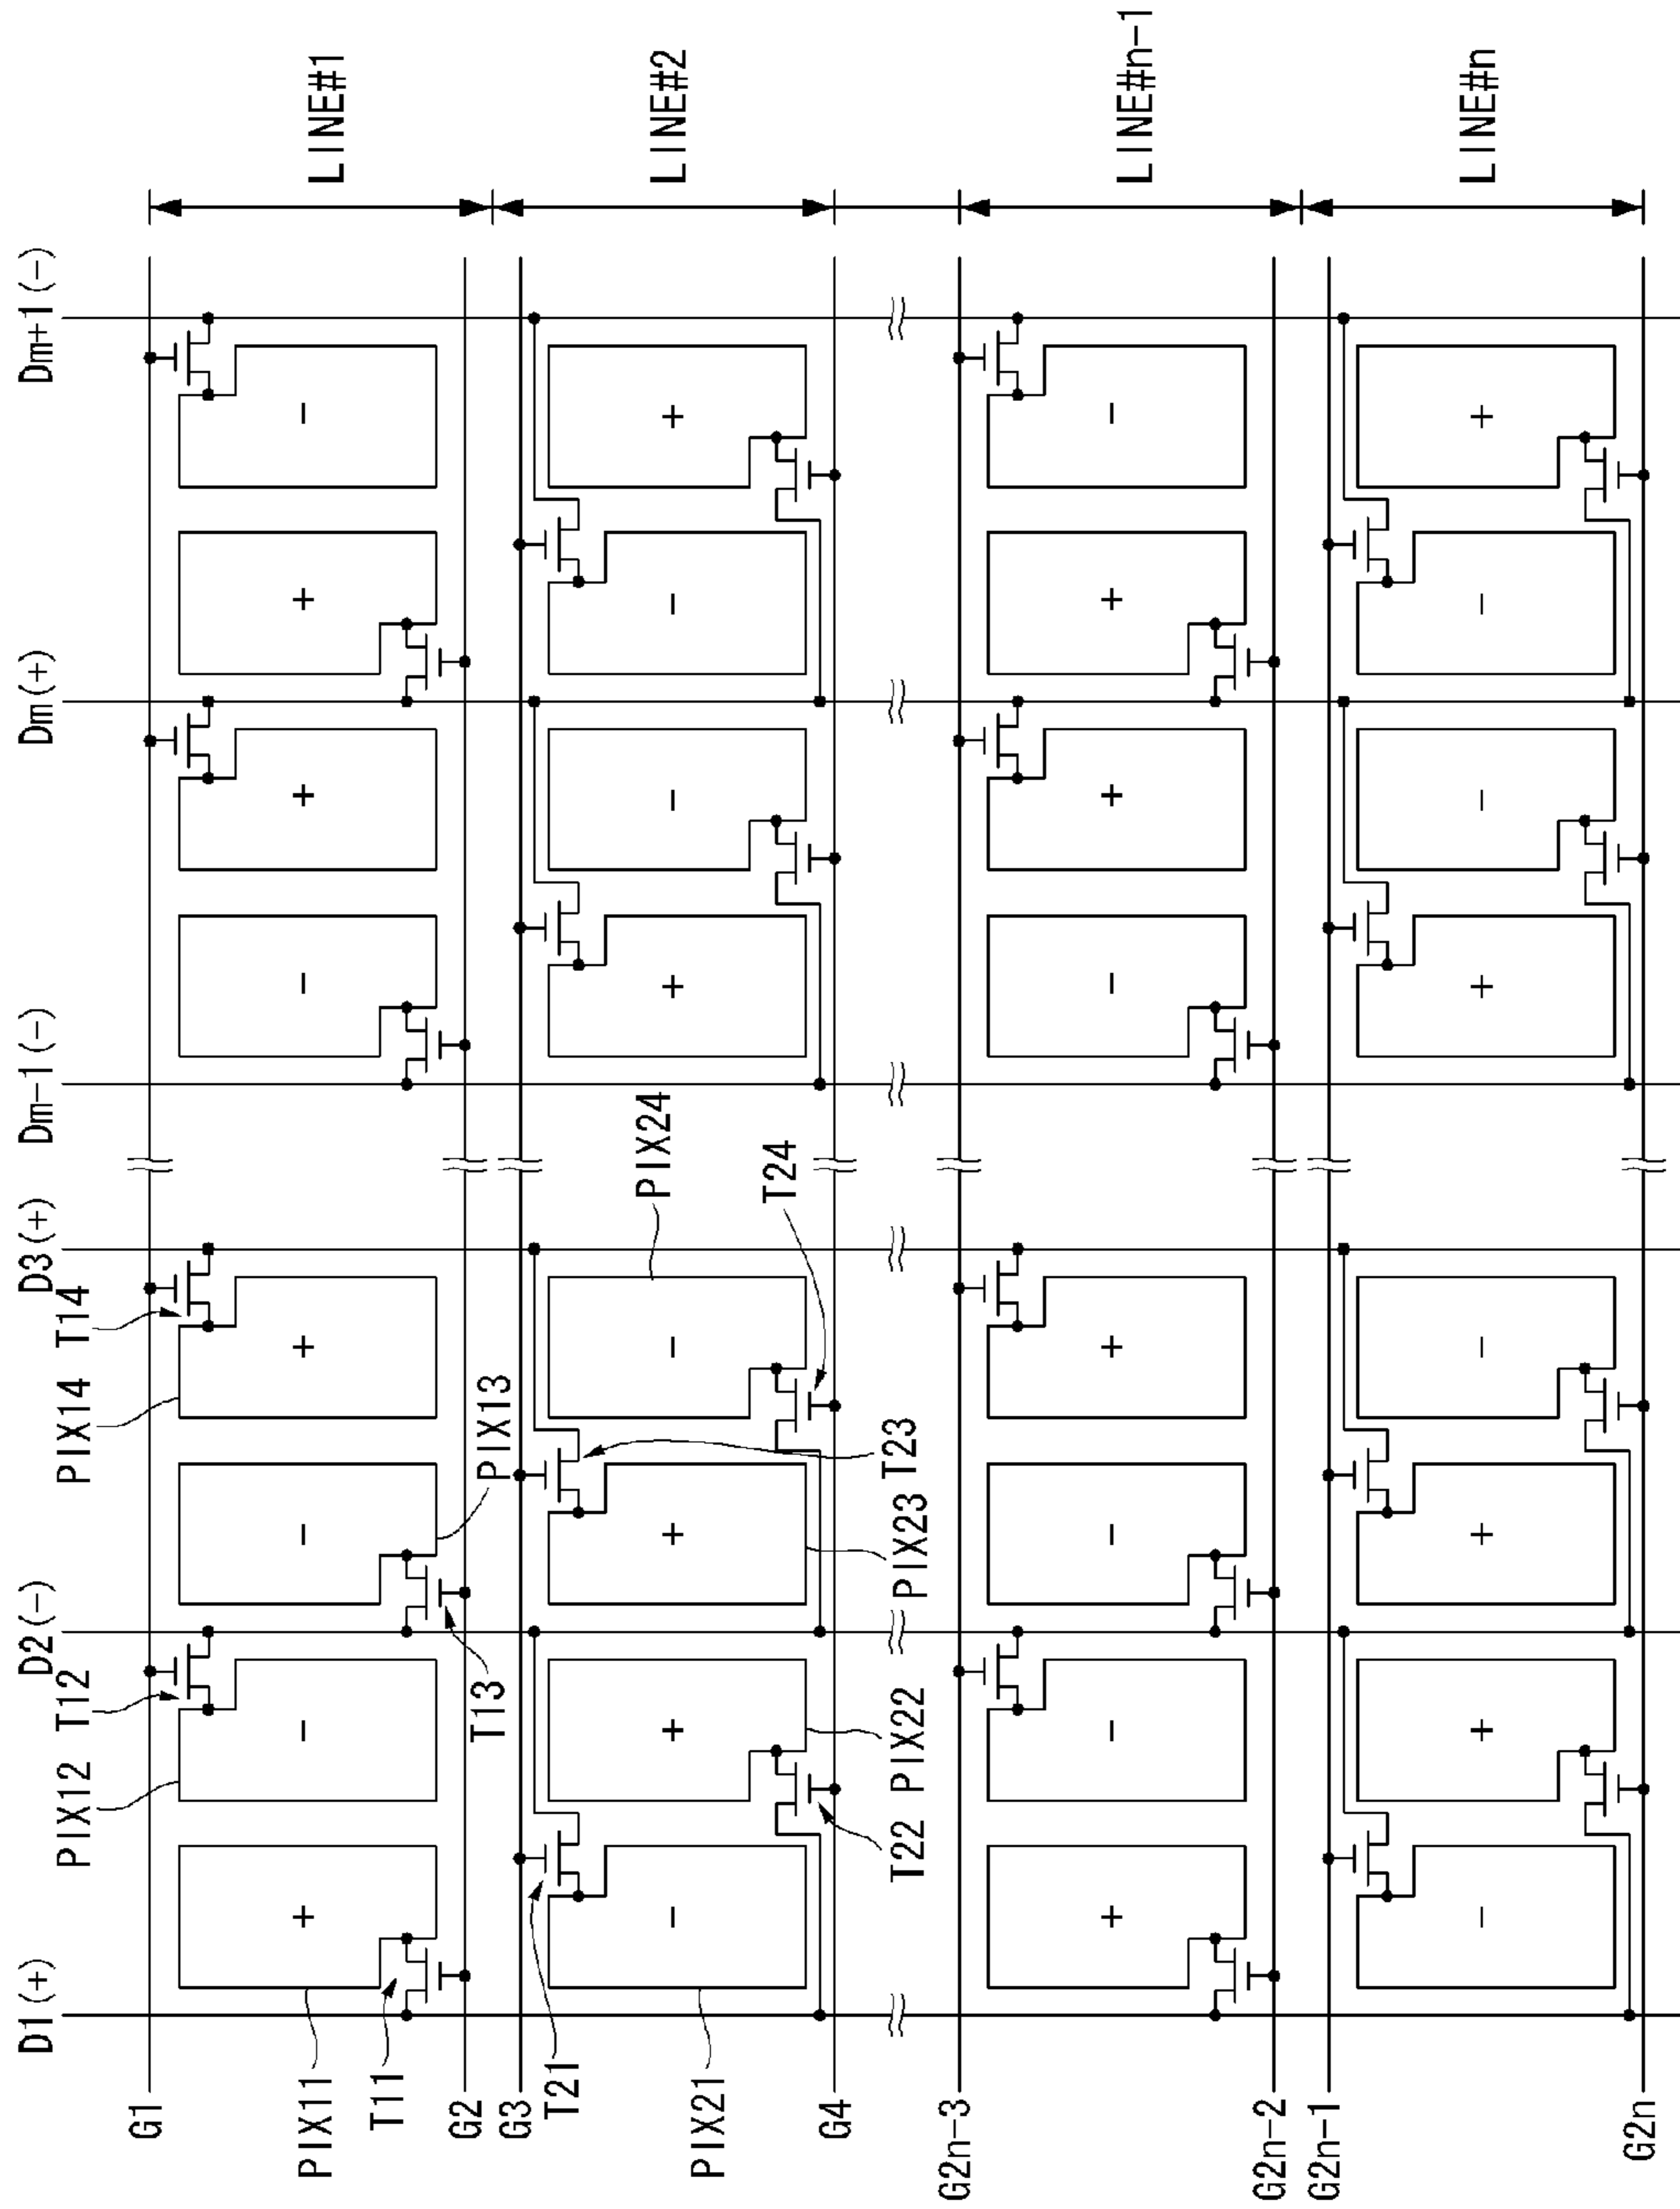 D1(+) D2(-) D3(+) Dm-1(-) Dm(+) Dm+1(-)
PIX12 T12 PIX14 T14
G1
+ - - + - + + -
PIX11 LINE#1
T11
G2 T13 PIX13
G3
T21
PIX24
- + + - + - - +
PIX21 LINE#2
T24
G4
T22 PIX22 PIX23 T23
G2n-3
+ - - + - + + -
LINE#n-1
G2n-2
G2n-1
- + + - + - - +
LINE#n
G2n